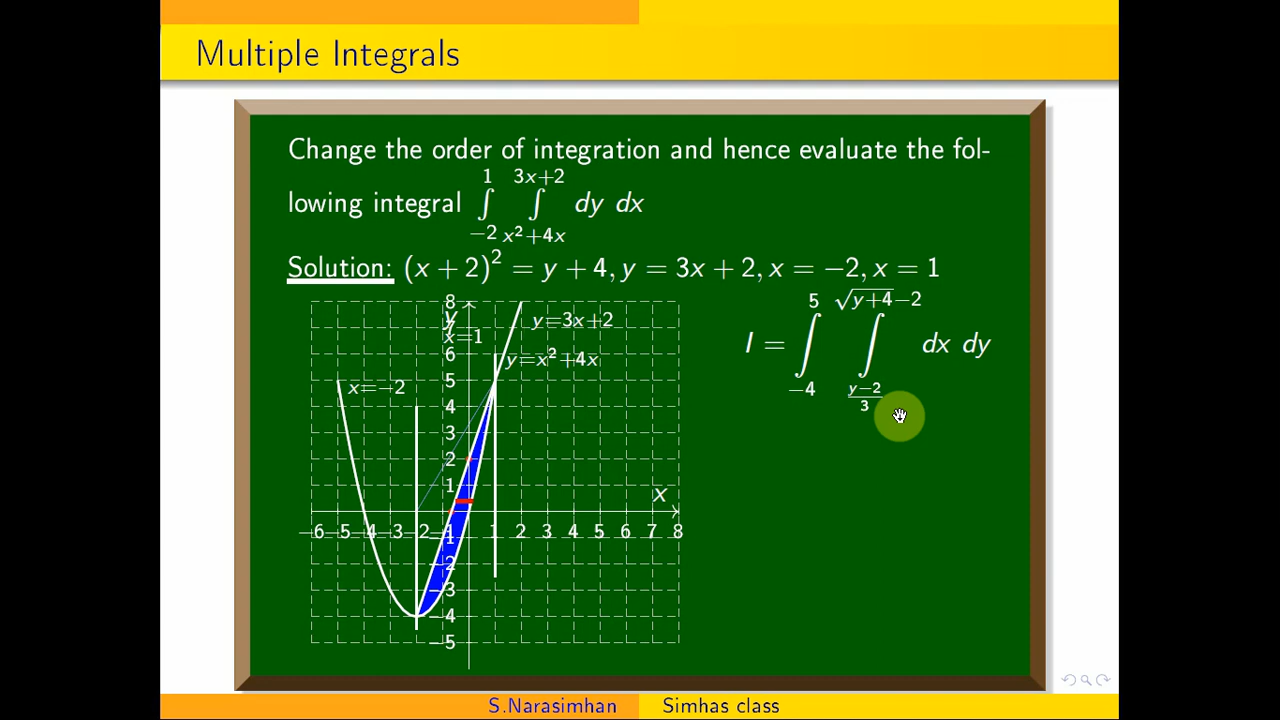 Multiple Integrals
Change the order of integration and hence evaluate the fol-
lowing integral ∫_{−2}^{1} ∫_{x²+4x}^{3x+2} dy dx
Solution: (x + 2)² = y + 4, y = 3x + 2, x = −2, x = 1
I = ∫_{−4}^{5} ∫_{(y−2)/3}^{√(y+4)−2} dx dy
8
y
7
x=1
y=3x+2
6
y=x²+4x
5
x=−2
4
3
2
1
x
−6 −5 −4 −3 −2 −1 1 2 3 4 5 6 7 8
−1
−2
−3
−4
−5
S.Narasimhan
Simhas class